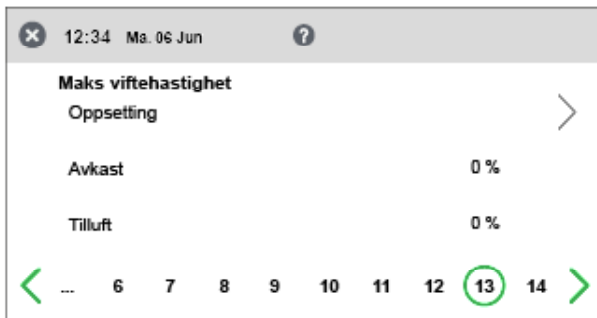 12:34 Ma. 06 Jun ?
Maks viftehastighet
Oppsetting
Avkast 0 %
Tilluft 0 %
... 6 7 8 9 10 11 12 13 14